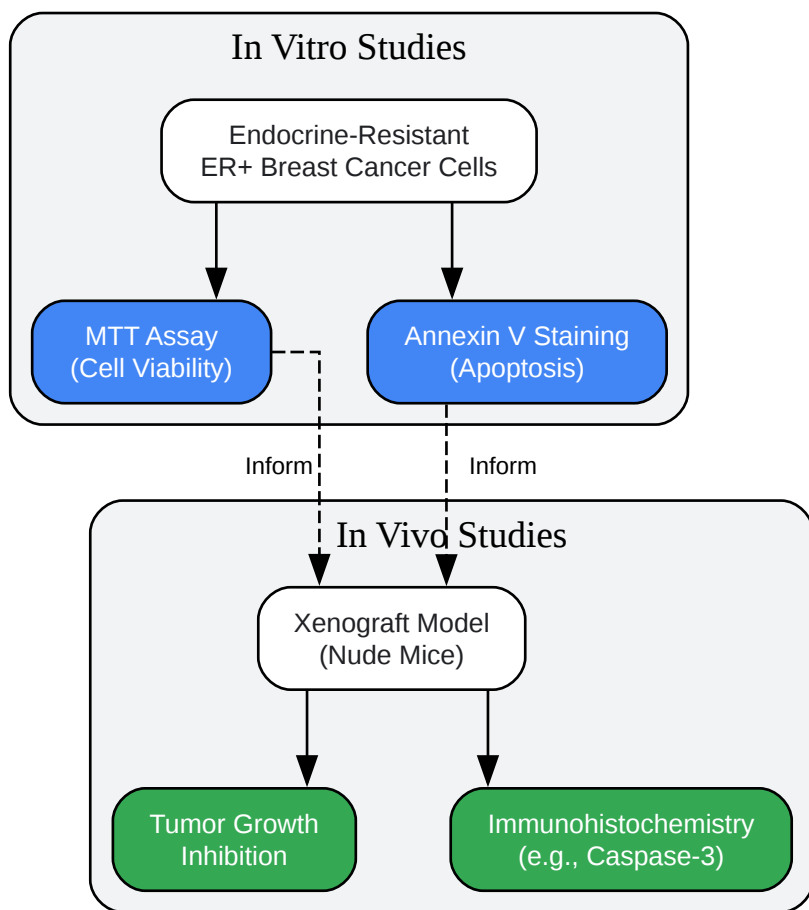 In Vitro Studies
Endocrine-Resistant
ER+ Breast Cancer Cells
MTT Assay
(Cell Viability)
Annexin V Staining
(Apoptosis)
Inform
Inform
In Vivo Studies
Xenograft Model
(Nude Mice)
Tumor Growth
Inhibition
Immunohistochemistry
(e.g., Caspase-3)